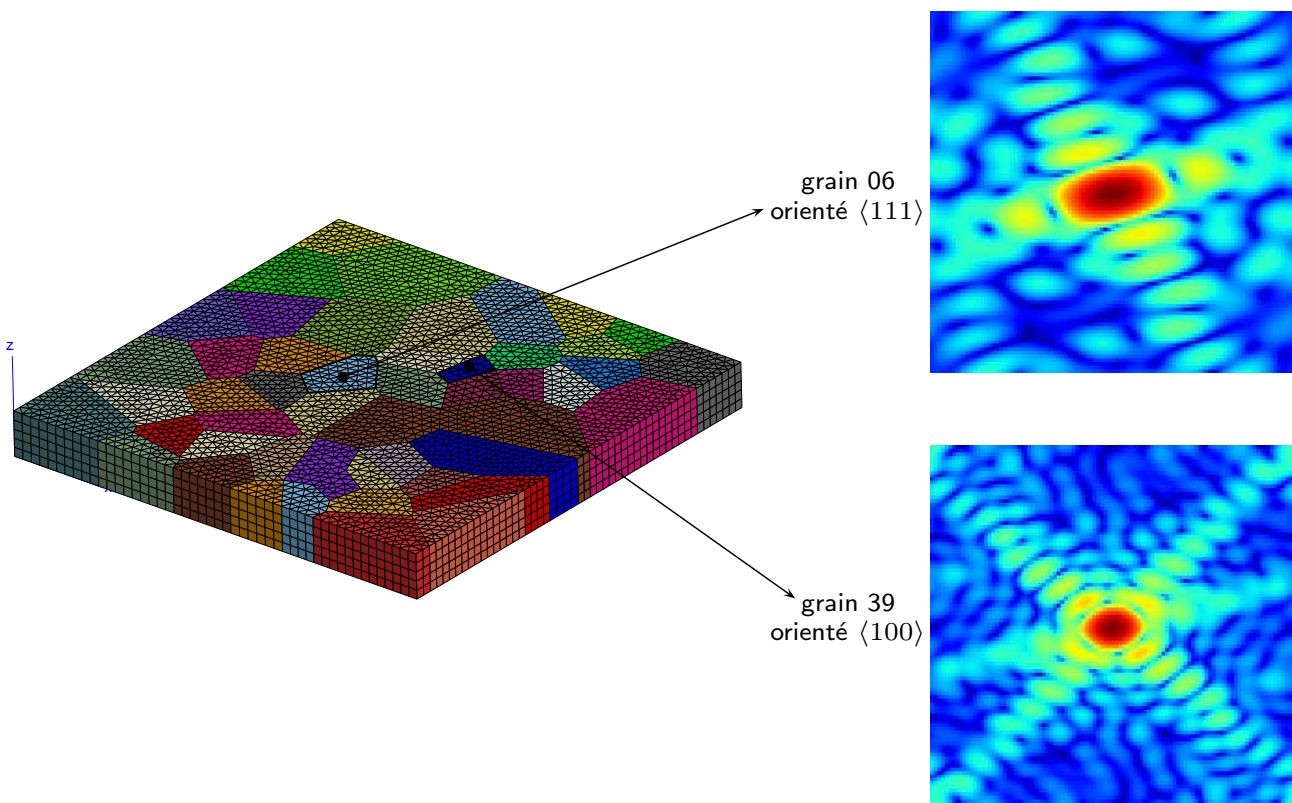 grain 06
orienté ⟨111⟩
z
x
grain 39
orienté ⟨100⟩